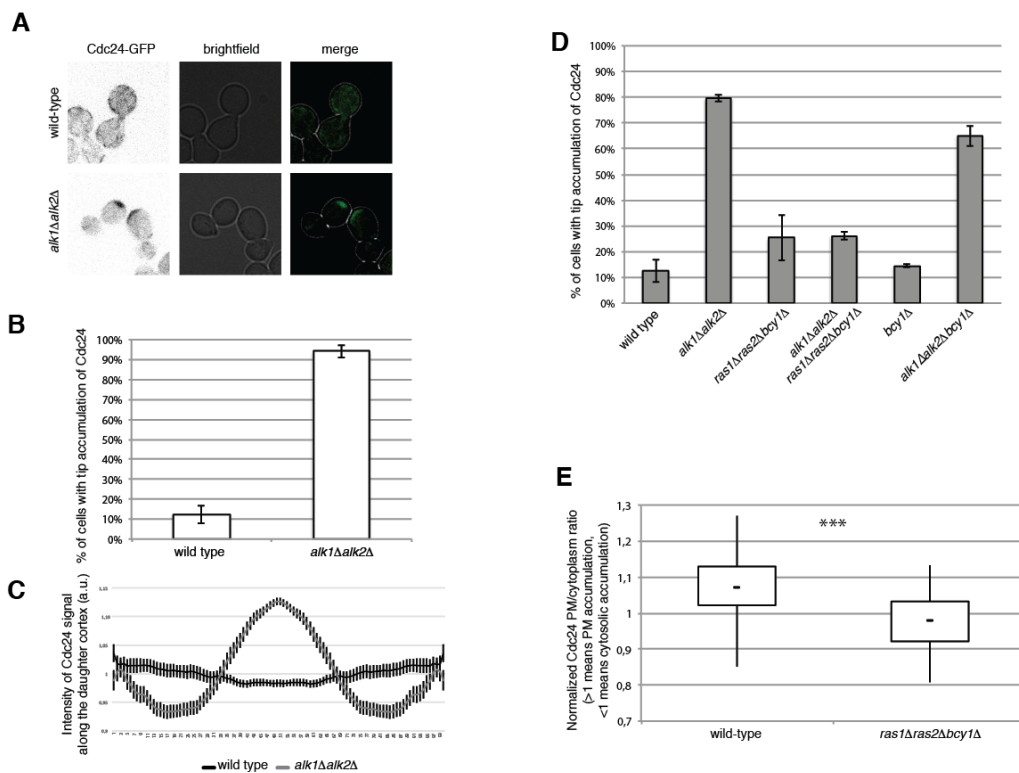 A
Cdc24-GFP brightfield merge
wild-type
alk1Δalk2Δ
B
% of cells with tip accumulation of Cdc24
100%
90%
80%
70%
60%
50%
40%
30%
20%
10%
0%
wild type alk1Δalk2Δ
C
Intensity of Cdc24 signal
along the daughter cortex (a.u.)
wild type alk1Δalk2Δ
D
% of cells with tip accumulation of Cdc24
100%
90%
80%
70%
60%
50%
40%
30%
20%
10%
0%
wild type
alk1Δalk2Δ
ras1Δras2Δbcy1Δ
alk1Δalk2Δ
ras1Δras2Δbcy1Δ
bcy1Δ
alk1Δalk2Δbcy1Δ
E
Normalized Cdc24 PM/cytoplasm ratio
(>1 means PM accumulation,
<1 means cytosolic accumulation)
1,3
1,2
1,1
1
0,9
0,8
0,7
***
wild-type ras1Δras2Δbcy1Δ